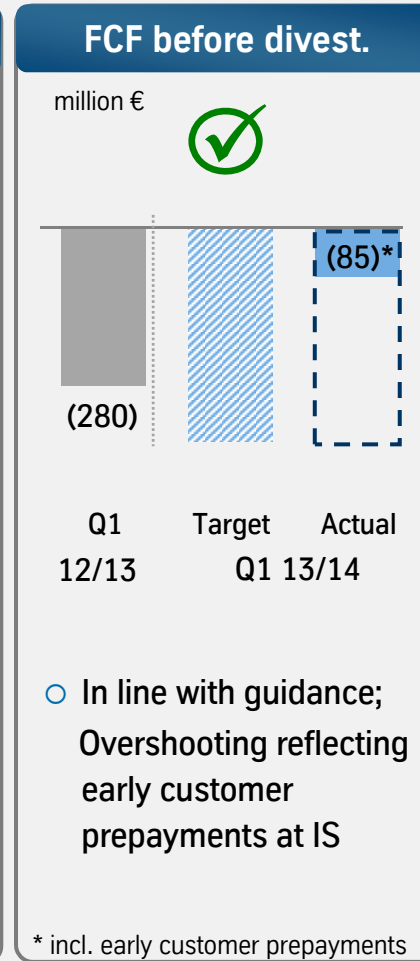 FCF before divest.
million €
(85)*
(280)
Q1 Target Actual
12/13 Q1 13/14
In line with guidance;
Overshooting reflecting
early customer
prepayments at IS
* incl. early customer prepayments